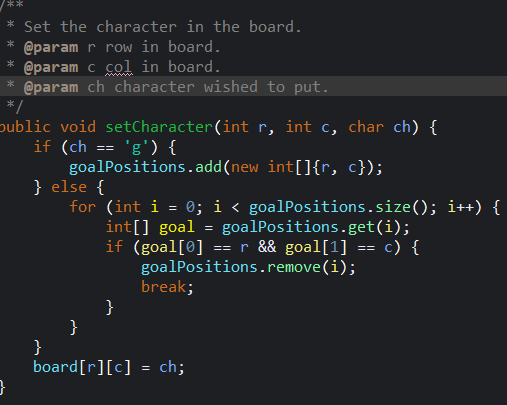 /**
 * Set the character in the board.
 * @param r row in board.
 * @param c col in board.
 * @param ch character wished to put.
 */
public void setCharacter(int r, int c, char ch) {
    if (ch == 'g') {
        goalPositions.add(new int[]{r, c});
    } else {
        for (int i = 0; i < goalPositions.size(); i++) {
            int[] goal = goalPositions.get(i);
            if (goal[0] == r && goal[1] == c) {
                goalPositions.remove(i);
                break;
            }
        }
    }
    board[r][c] = ch;
}